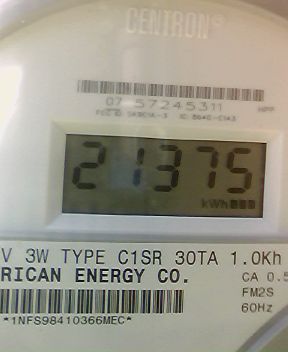 CENTRON®
07 57245311
21375
kWh
V 3W TYPE C1SR 30TA 1.0Kh
RICAN ENERGY CO.
CA 0.5
FM2S
60Hz
*1NFS98410366MEC*